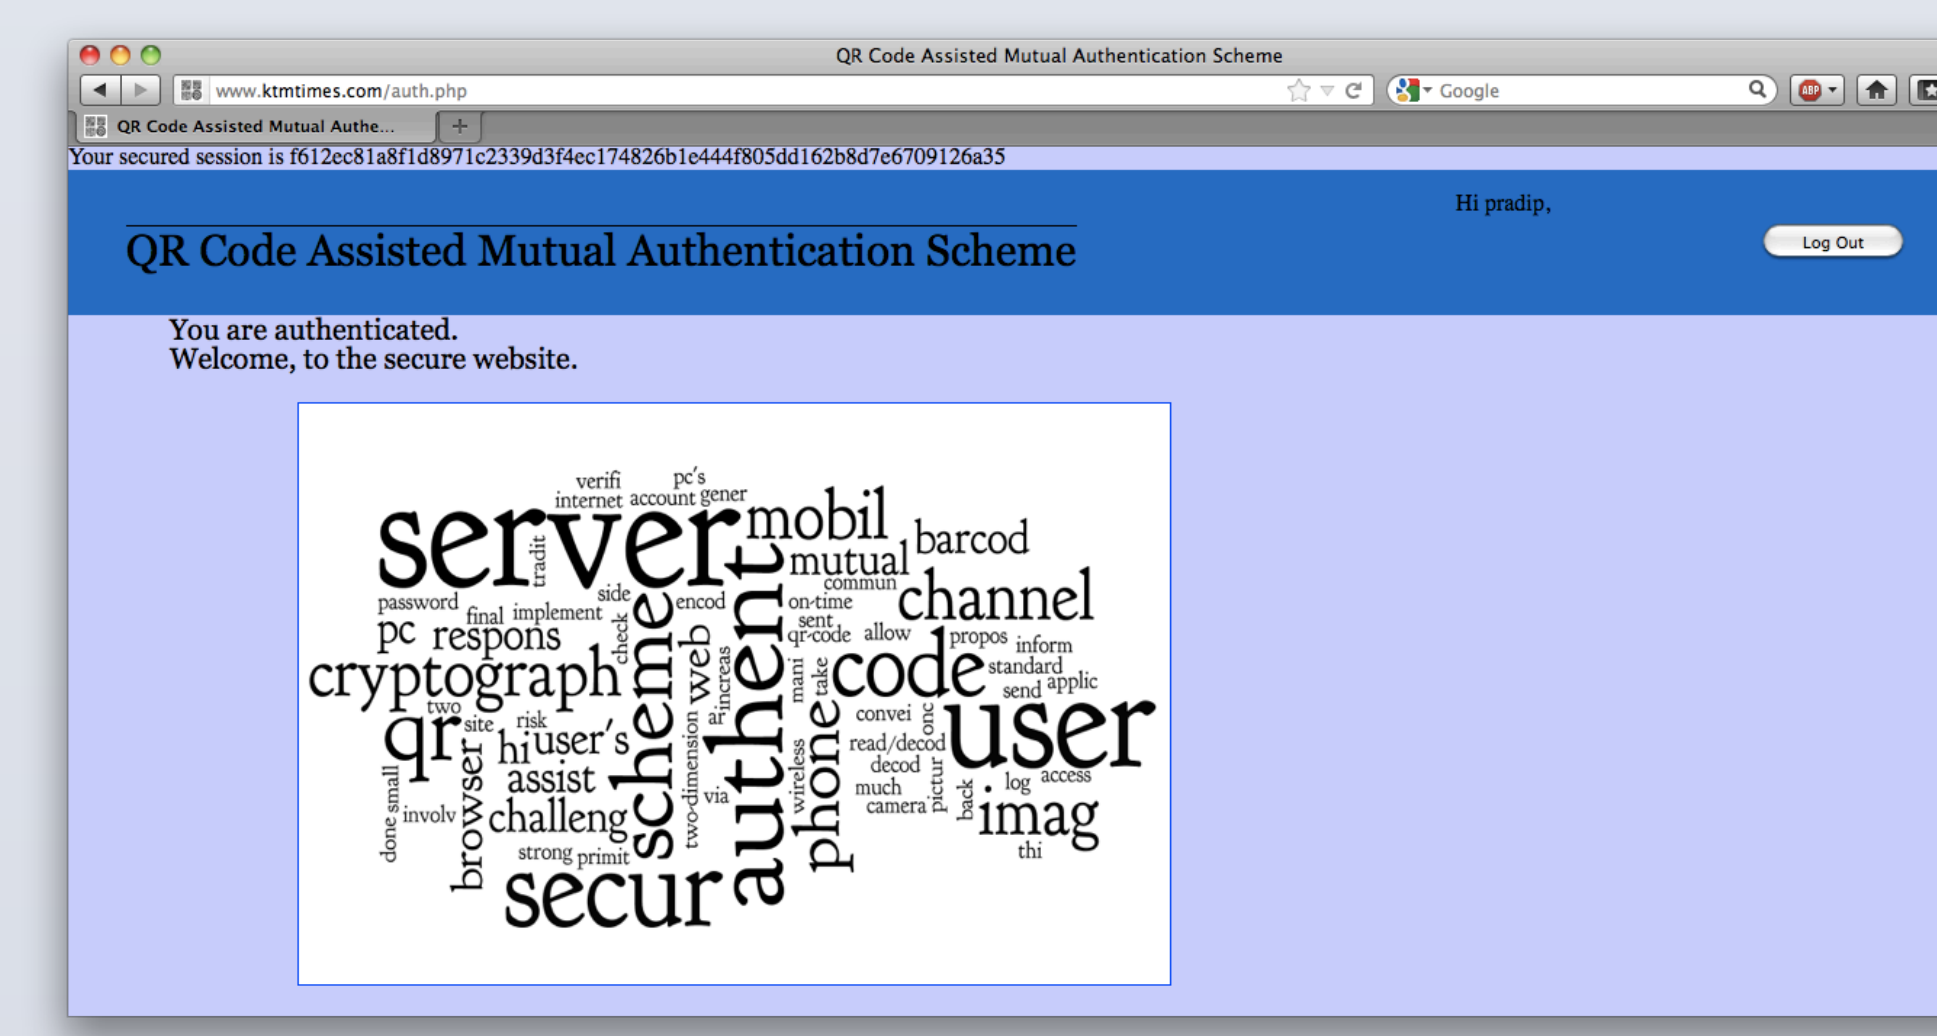 QR Code Assisted Mutual Authentication Scheme
www.ktmtimes.com/auth.php
Google
ABP
QR Code Assisted Mutual Authe...
Your secured session is f612ec81a8f1d8971c2339d3f4ec174826b1e444f805dd162b8d7e6709126a35
Hi pradip,
QR Code Assisted Mutual Authentication Scheme
Log Out
You are authenticated.
Welcome, to the secure website.
verifi
pc's
internet
account
gener
server
mobil
barcod
tradit
mutual
commun
channel
side
encod
on-time
password
final
implement
check
sent
qr-code
allow
propos
inform
pc
respons
web
increas
mani
take
code
standard
send
applic
cryptograph
scheme
authent
two
qr
site
risk
hi
user's
ar
convei
onc
user
read/decod
decod
pictur
browser
assist
two-dimension
via
wireless
phone
much
camera
back
log
access
small
done
involv
challeng
imag
thi
strong
primit
secur